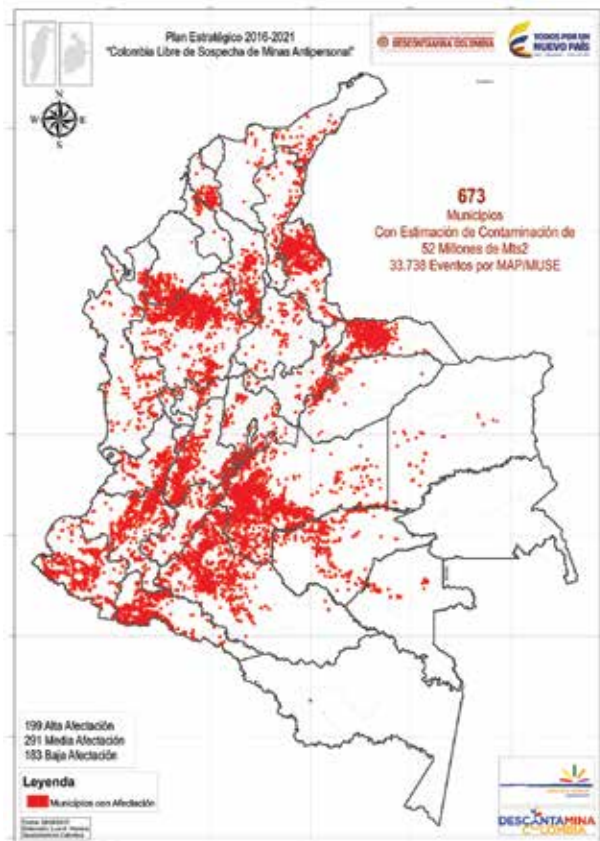 Plan Estratégico 2016-2021
"Colombia Libre de Sospecha de Minas Antipersonal"
DESCONTAMINA COLOMBIA
TODOS POR UN
NUEVO PAÍS
N
W E
S
673
Municipios
Con Estimación de Contaminación de
52 Millones de Mts2
33.738 Eventos por MAP/MUSE
199 Alta Afectación
291 Media Afectación
183 Baja Afectación
Leyenda
Municipios con Afectación
DESCANTAMINA
COLOMBIA